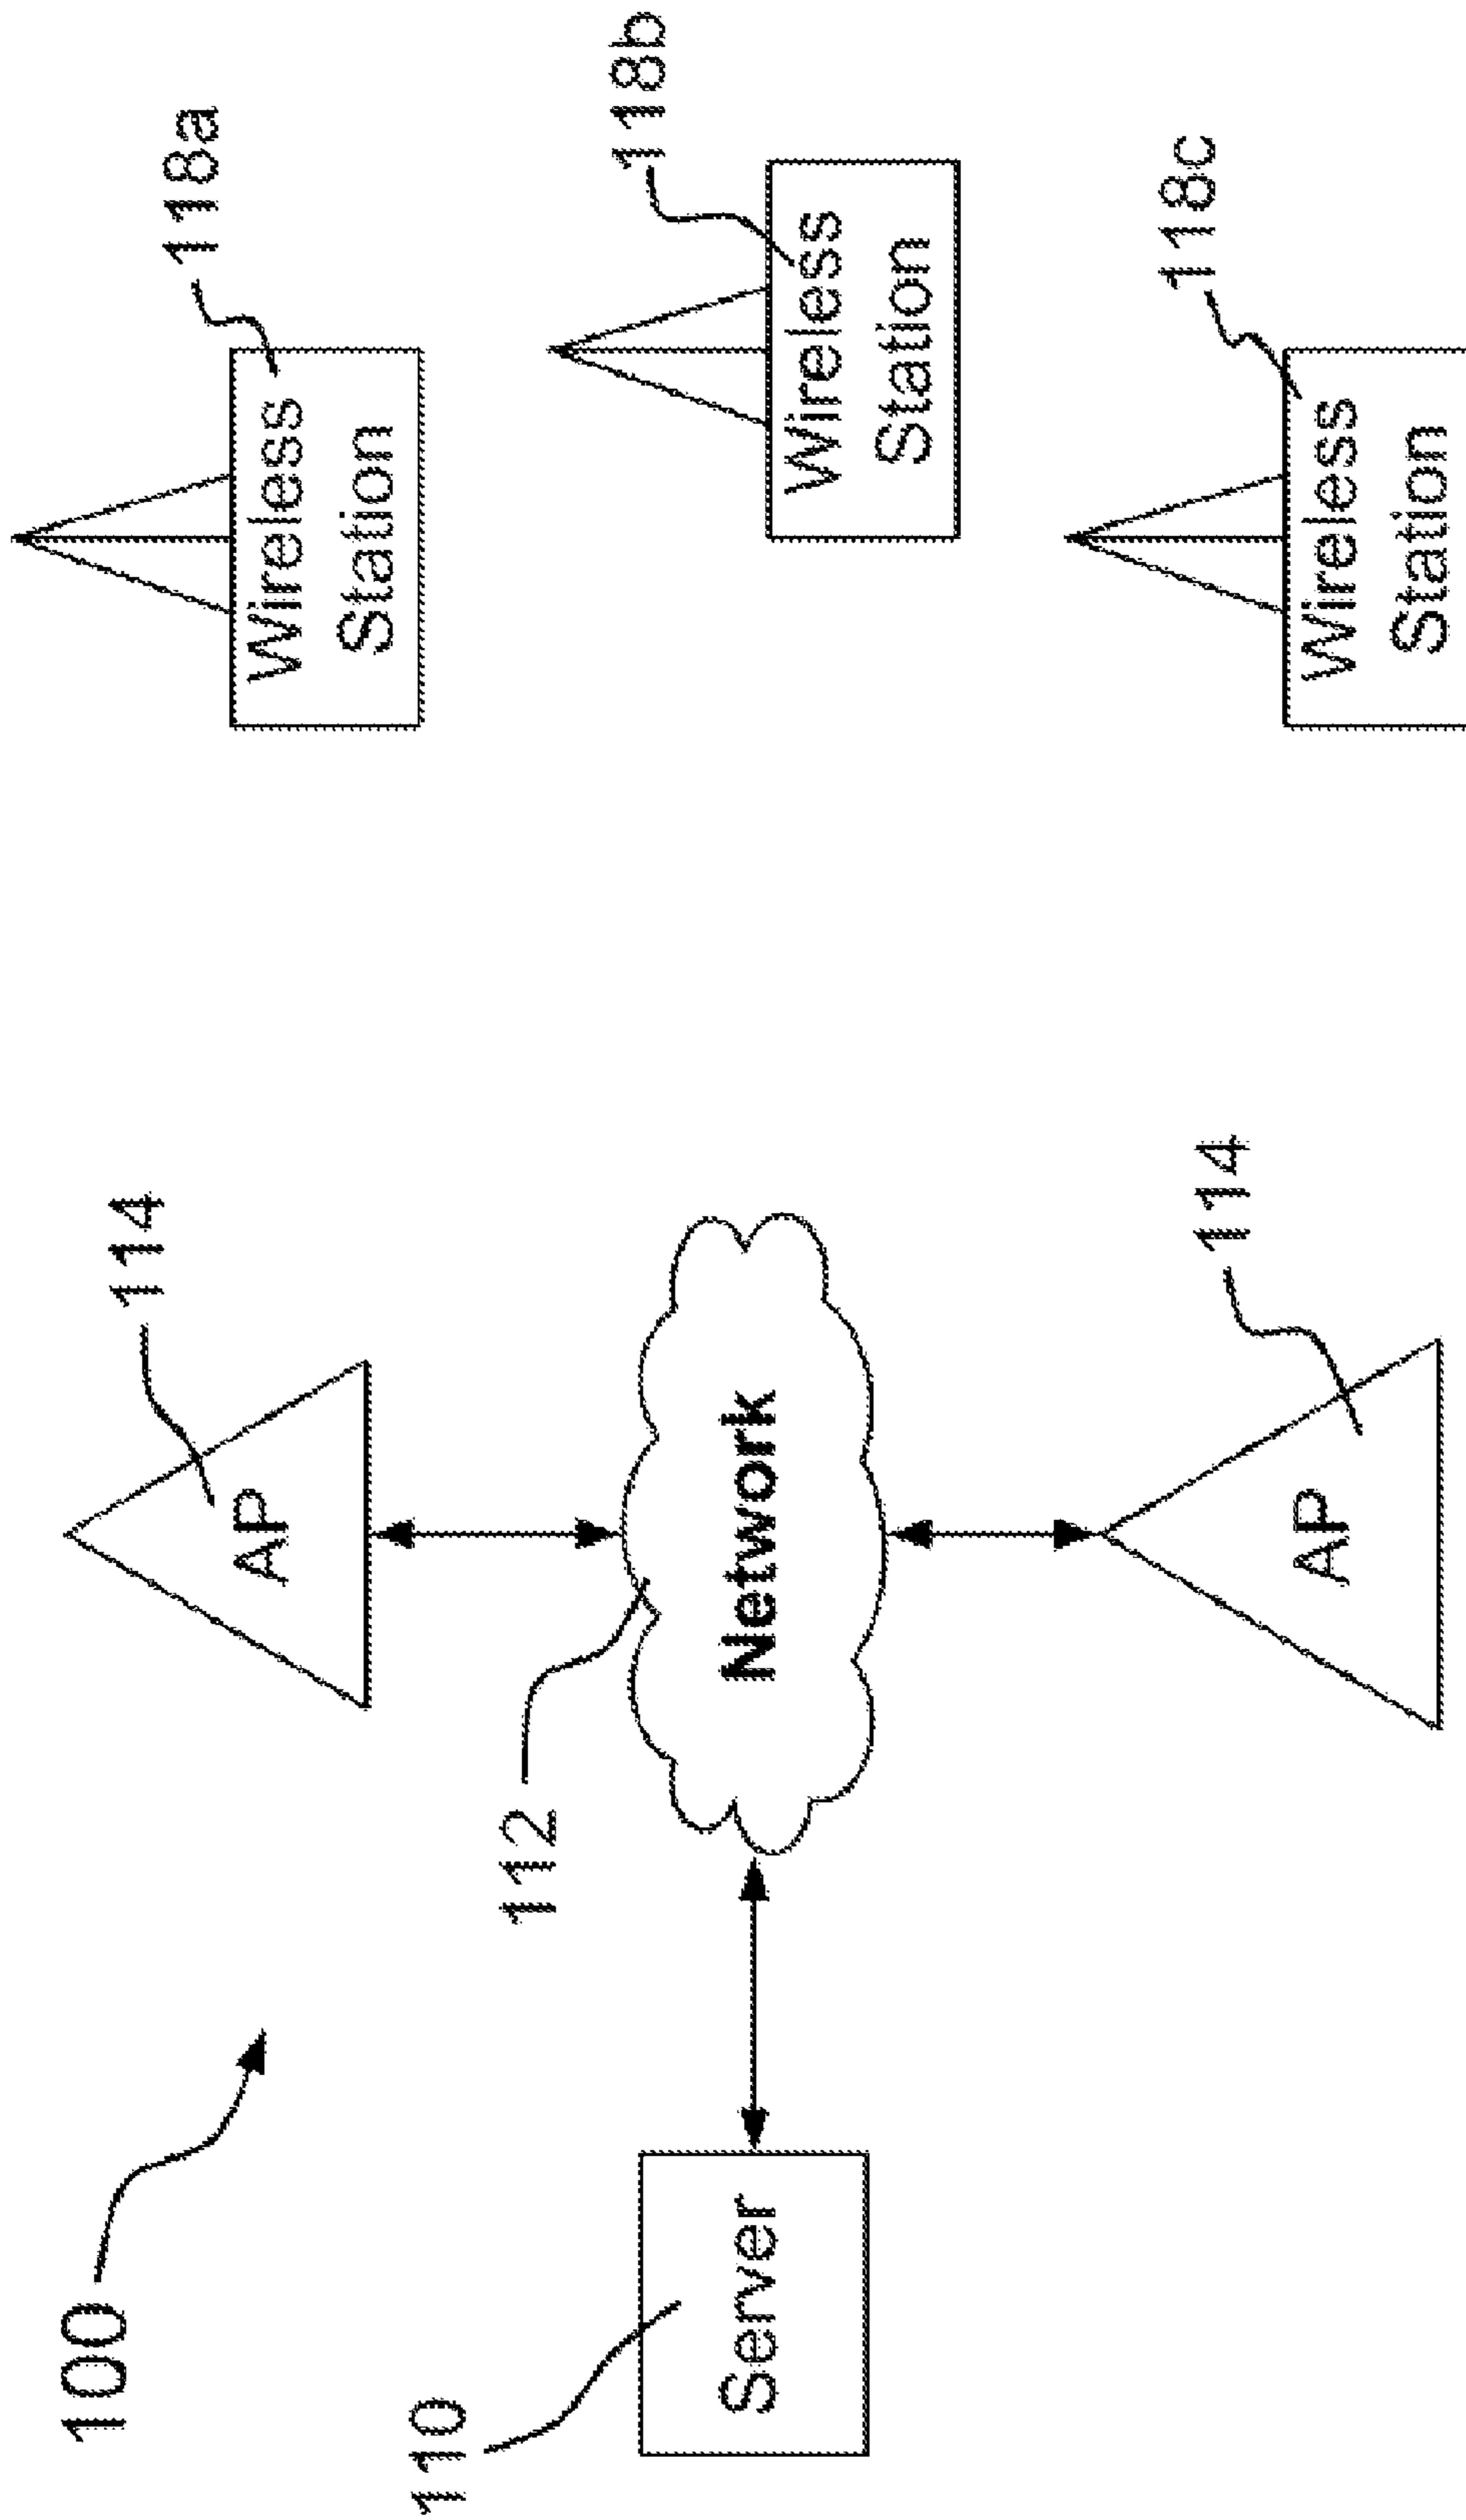 100
110
Server
112
Network
114
AP
114
AP
118a
Wireless
Station
118b
Wireless
Station
118c
Wireless
Station